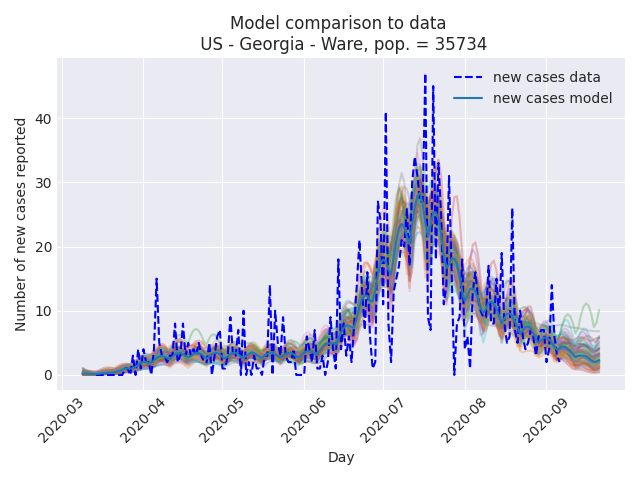 Model comparison to data
US - Georgia - Ware, pop. = 35734
new cases data
new cases model
Number of new cases reported
40
30
20
10
0
2020-03
2020-04
2020-05
2020-06
2020-07
2020-08
2020-09
Day